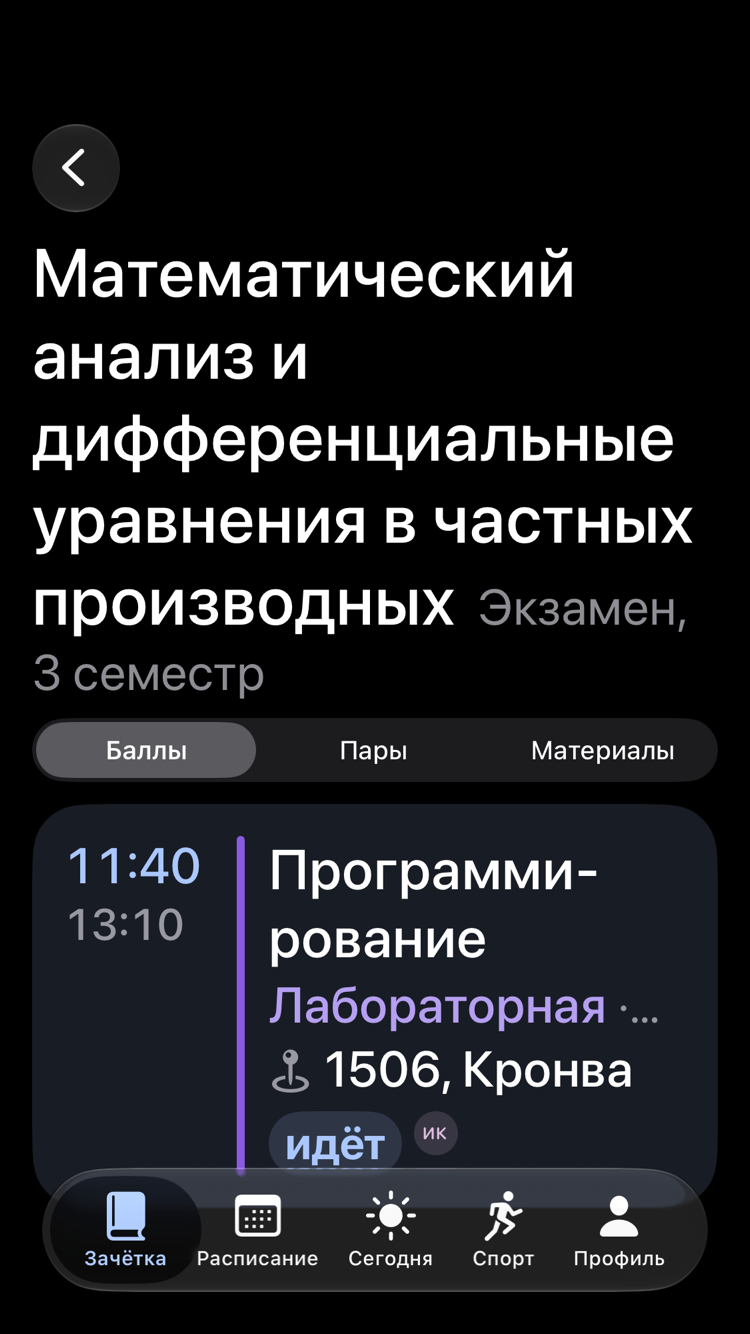 Математический
анализ и
дифференциальные
уравнения в частных
производных Экзамен,
3 семестр
Баллы Пары Материалы
11:40
13:10
Программи-
рование
Лабораторная ·...
1506, Кронва
идёт ИК
Зачётка Расписание Сегодня Спорт Профиль